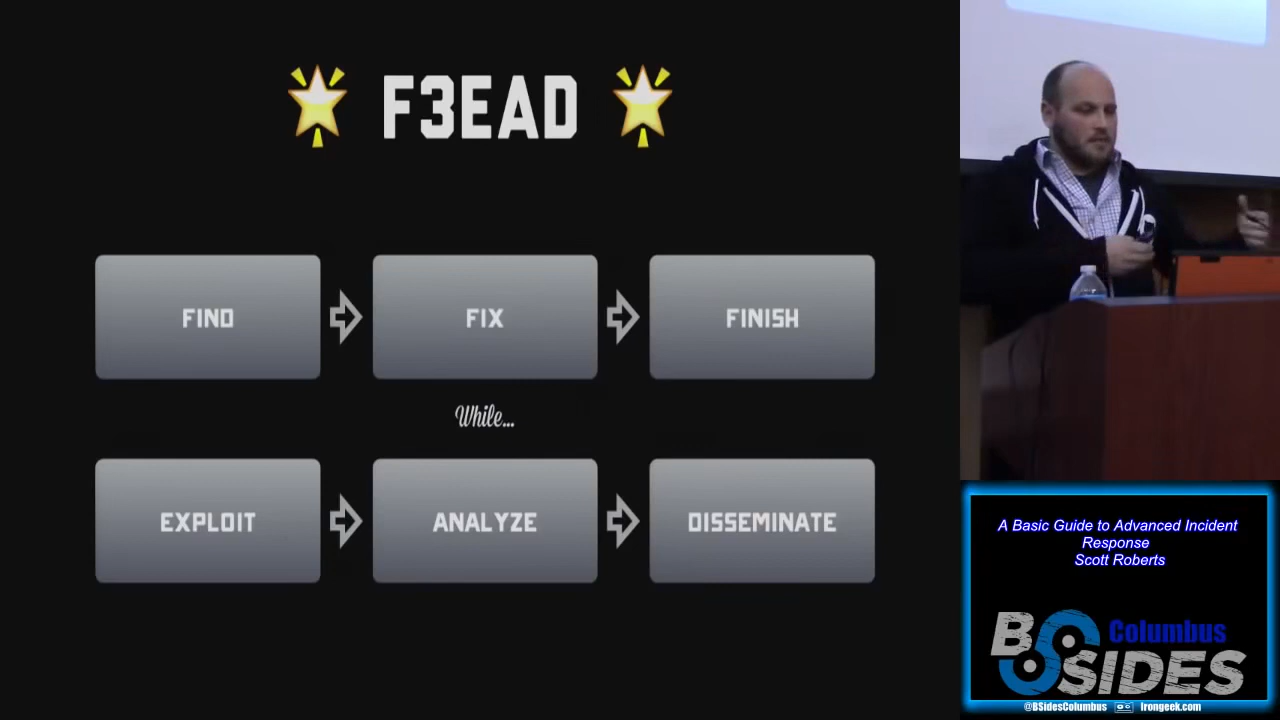 F3EAD
FIND
FIX
FINISH
While...
EXPLOIT
ANALYZE
DISSEMINATE
A Basic Guide to Advanced Incident
Response
Scott Roberts
BSIDES
Columbus
@BSidesColumbus
Irongeek.com